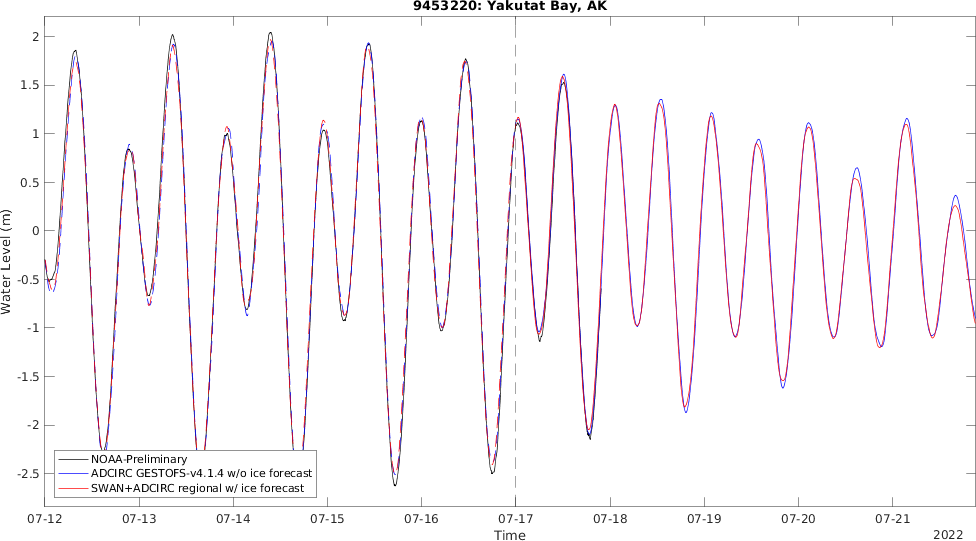 9453220: Yakutat Bay, AK
Water Level (m)
2
1.5
1
0.5
0
-0.5
-1
-1.5
-2
-2.5
NOAA-Preliminary
ADCIRC GESTOFS-v4.1.4 w/o ice forecast
SWAN+ADCIRC regional w/ ice forecast
07-12 07-13 07-14 07-15 07-16 07-17 07-18 07-19 07-20 07-21
Time
2022